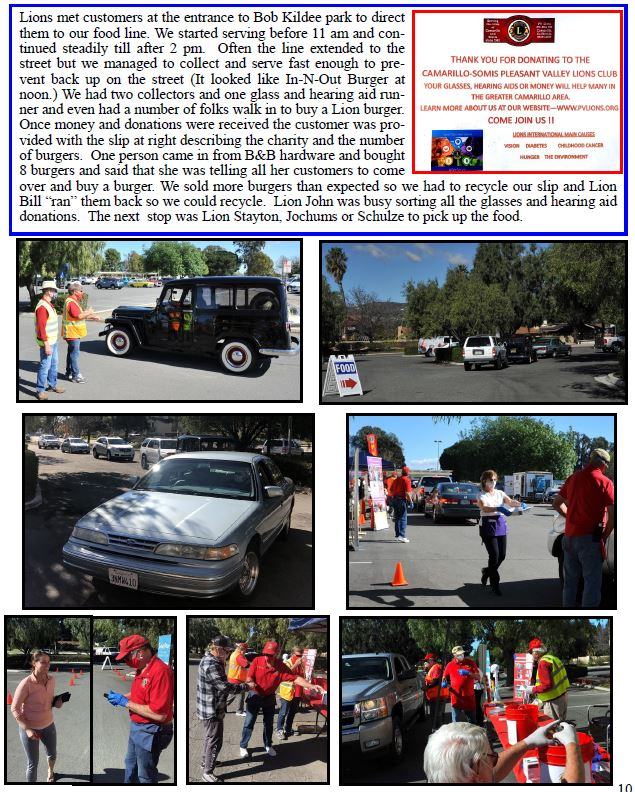 Lions met customers at the entrance to Bob Kildee park to direct
them to our food line. We started serving before 11 am and con-
tinued steadily till after 2 pm. Often the line extended to the
street but we managed to collect and serve fast enough to pre-
vent back up on the street (It looked like In-N-Out Burger at
noon.) We had two collectors and one glass and hearing aid run-
ner and even had a number of folks walk in to buy a Lion burger.
Once money and donations were received the customer was pro-
vided with the slip at right describing the charity and the number
of burgers. One person came in from B&B hardware and bought
8 burgers and said that she was telling all her customers to come
over and buy a burger. We sold more burgers than expected so we had to recycle our slip and Lion
Bill “ran” them back so we could recycle. Lion John was busy sorting all the glasses and hearing aid
donations. The next stop was Lion Stayton, Jochums or Schulze to pick up the food.
L
THANK YOU FOR DONATING TO THE
CAMARILLO-SOMIS PLEASANT VALLEY LIONS CLUB
YOUR GLASSES, HEARING AIDS OR MONEY WILL HELP MANY IN
THE GREATER CAMARILLO AREA.
LEARN MORE ABOUT US AT OUR WEBSITE—WWW.PVLIONS.ORG
COME JOIN US !!
LIONS INTERNATIONAL MAIN CAUSES
VISION DIABETES CHILDHOOD CANCER
HUNGER THE ENVIRONMENT
FOOD
10